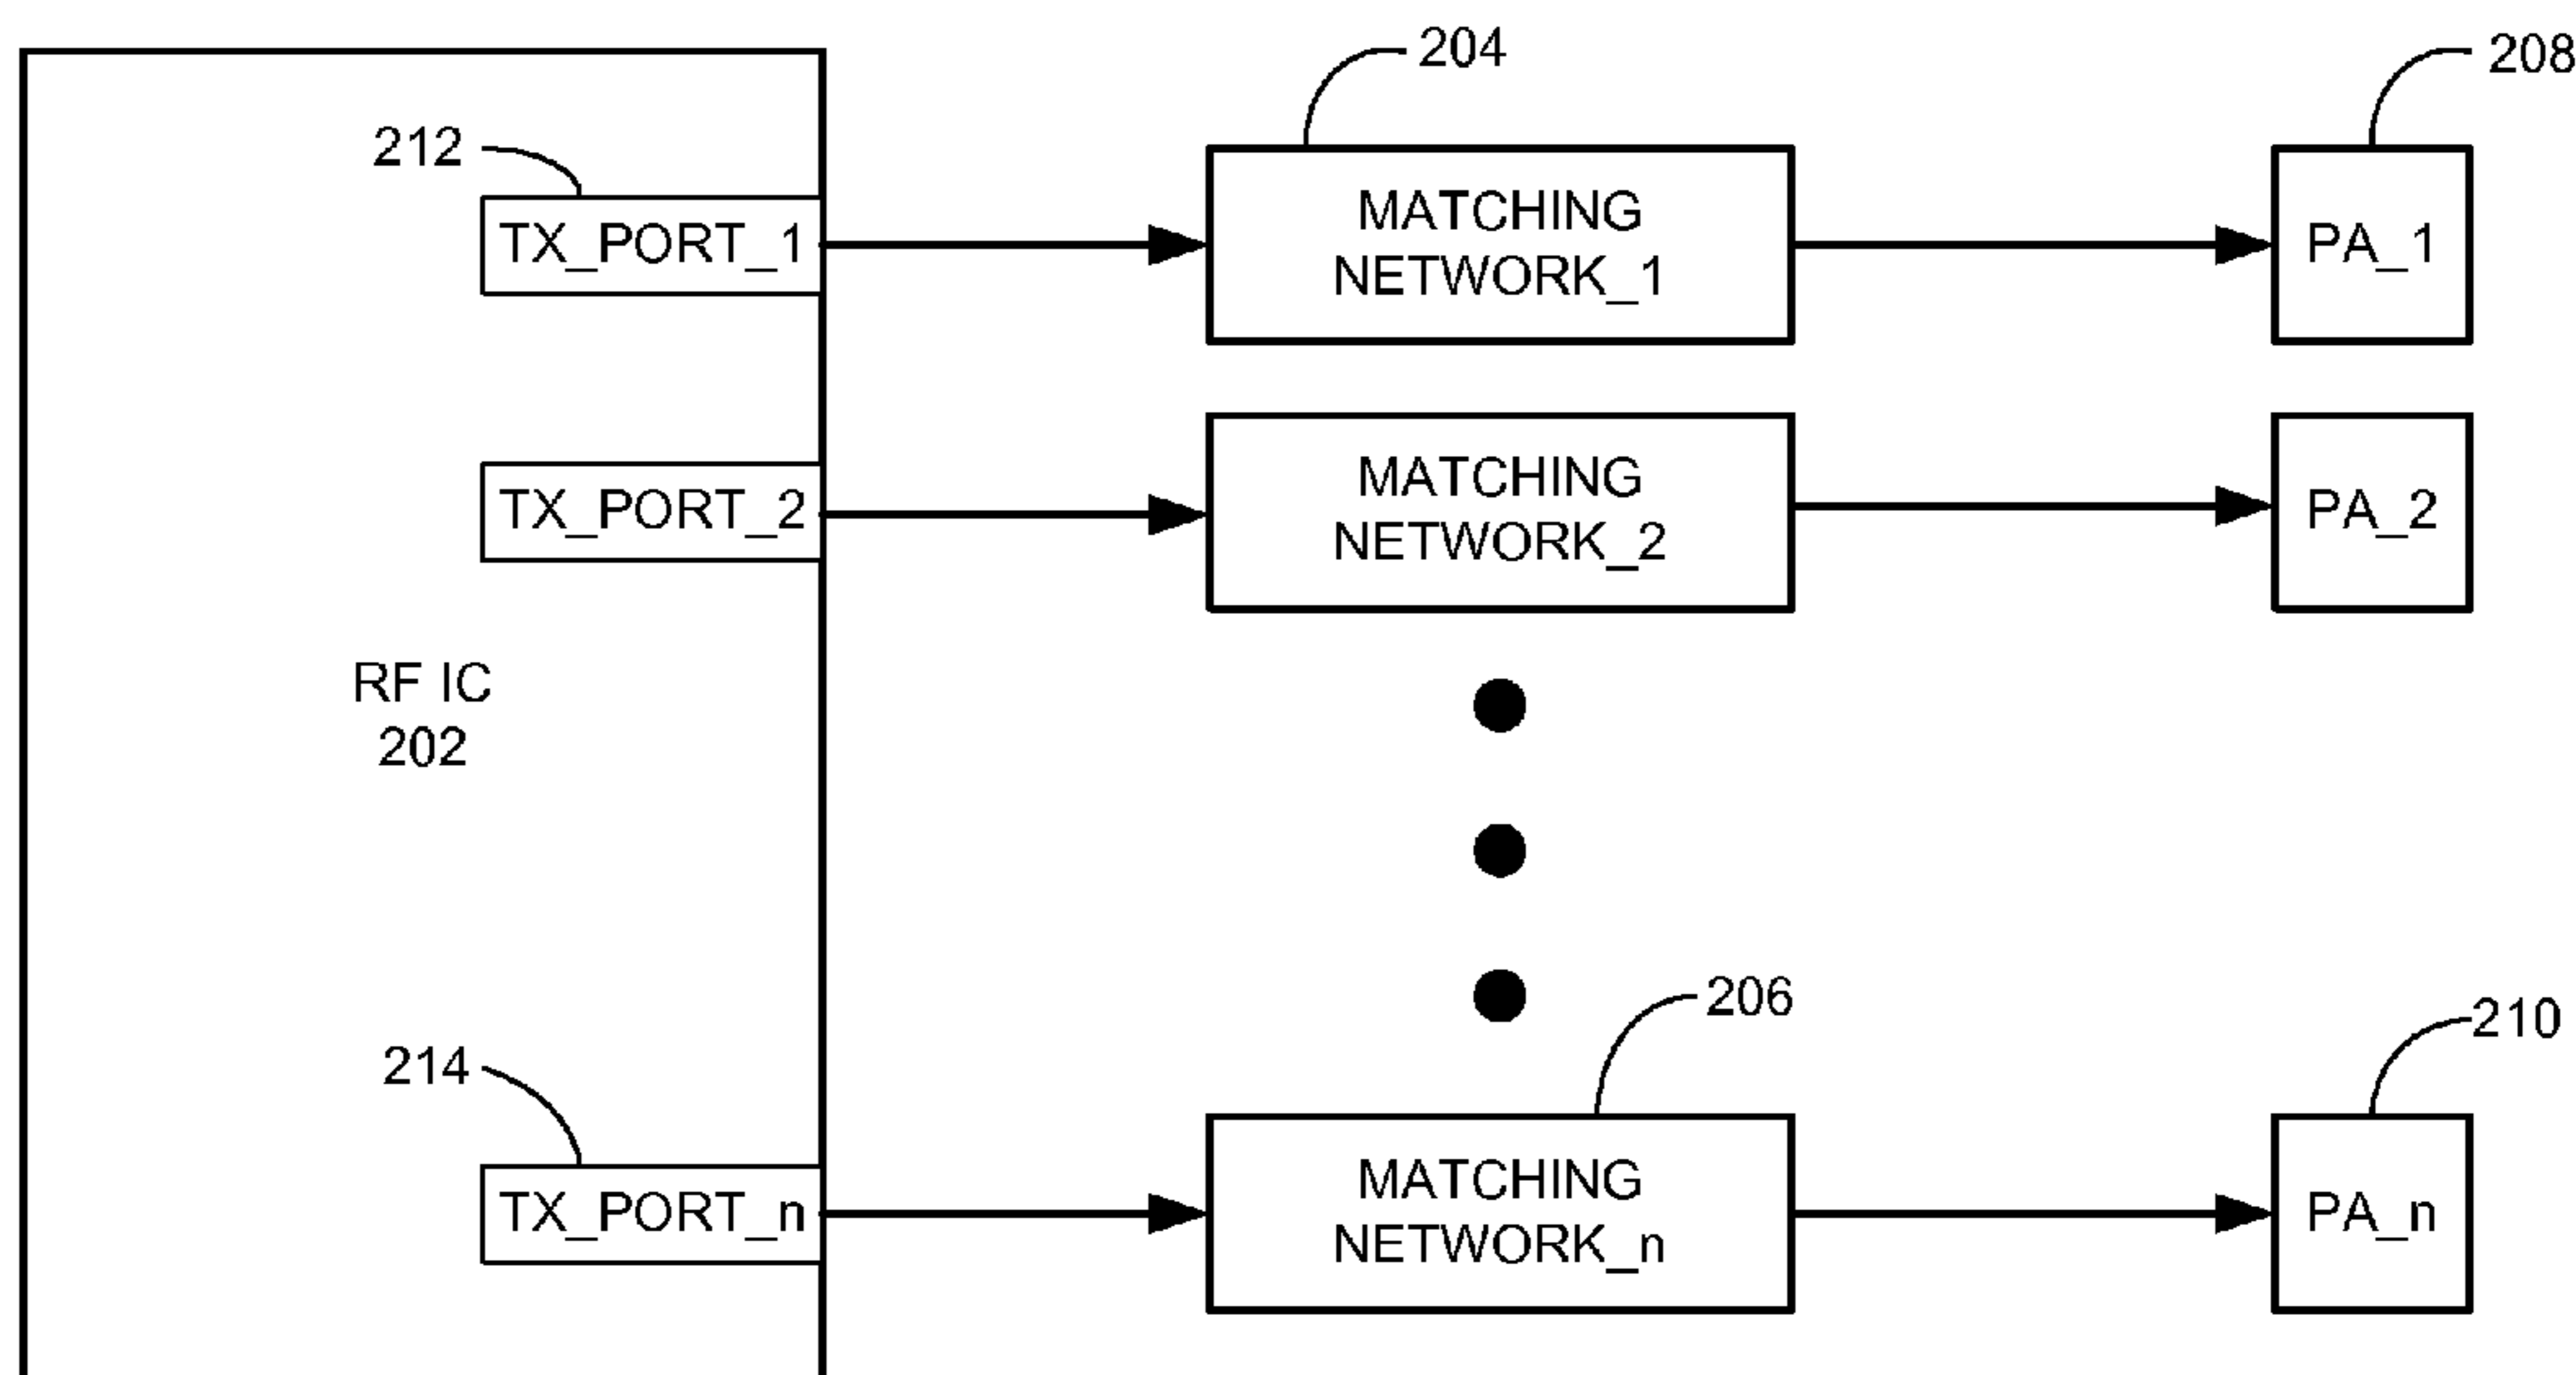 204
208
212
TX_PORT_1
MATCHING
NETWORK_1
PA_1
TX_PORT_2
MATCHING
NETWORK_2
PA_2
RF IC
202
206
210
214
TX_PORT_n
MATCHING
NETWORK_n
PA_n